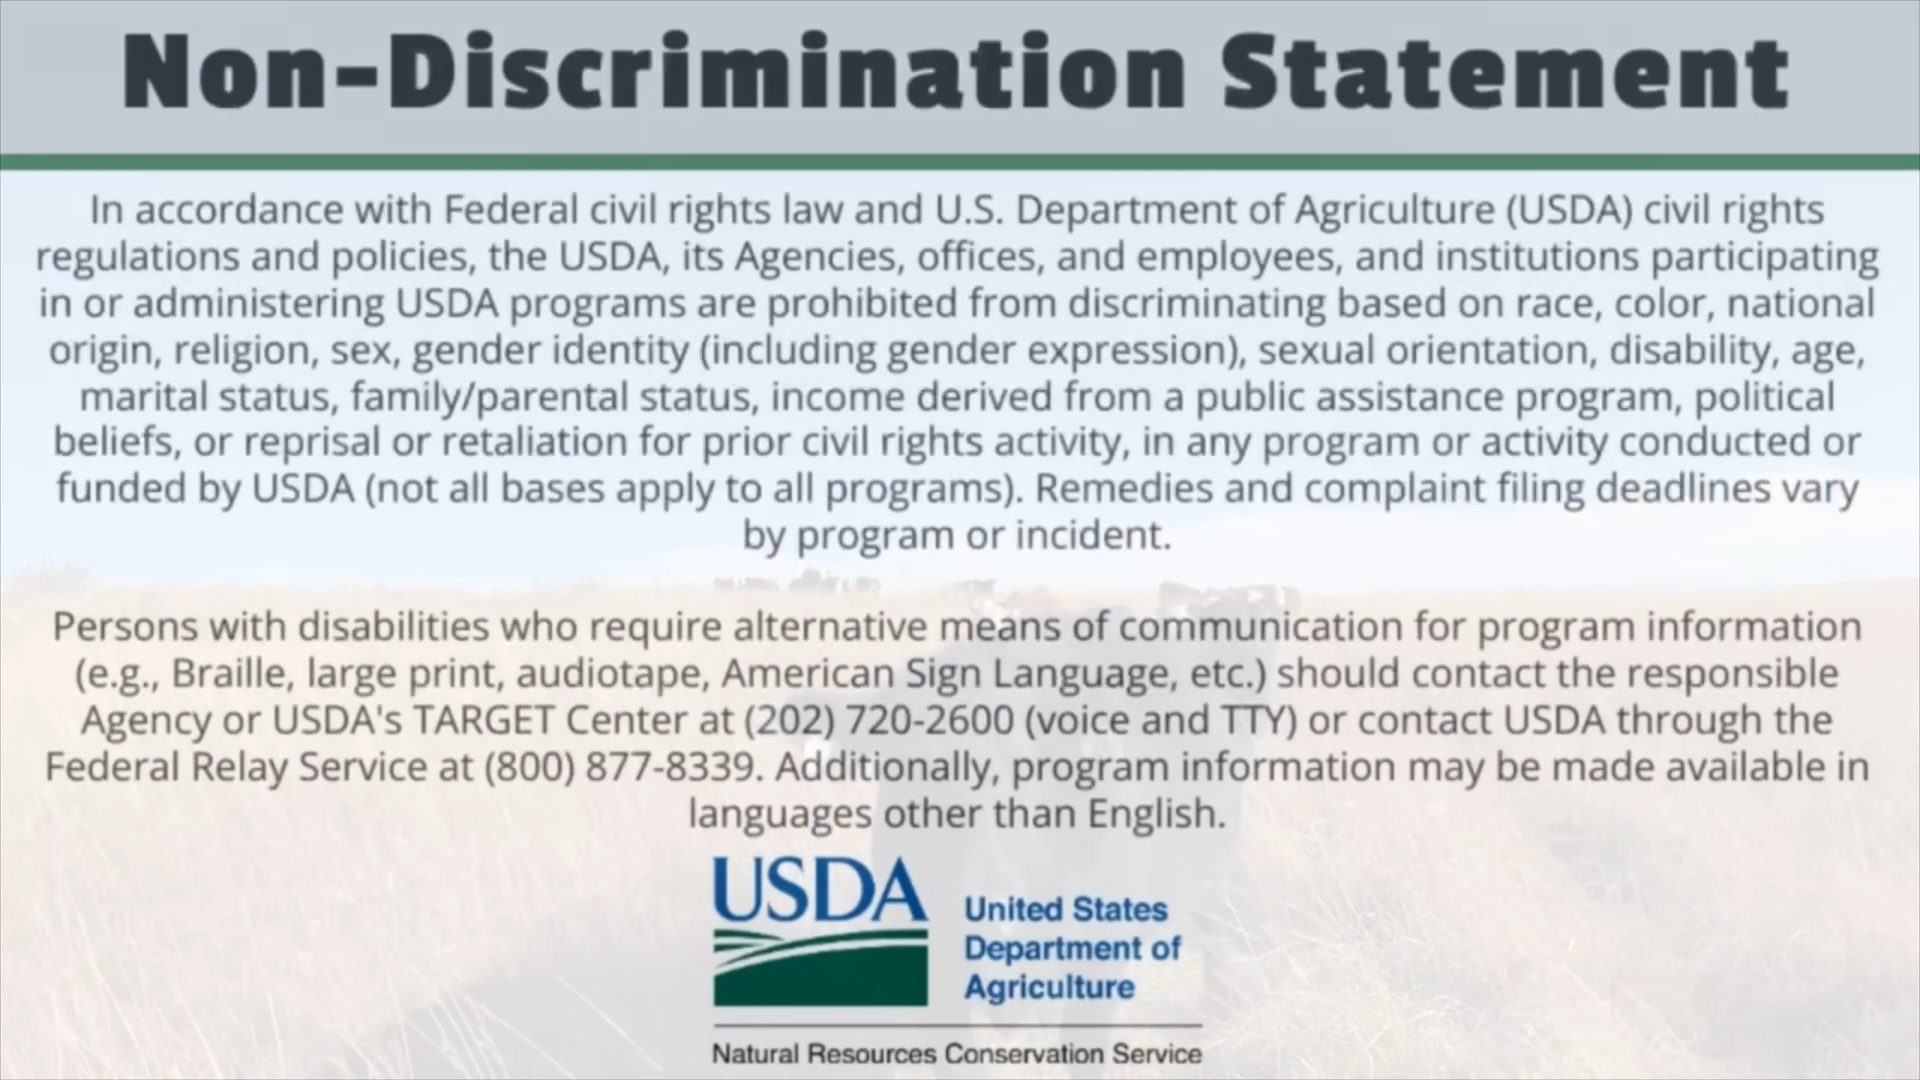 Non-Discrimination Statement
In accordance with Federal civil rights law and U.S. Department of Agriculture (USDA) civil rights
regulations and policies, the USDA, its Agencies, offices, and employees, and institutions participating
in or administering USDA programs are prohibited from discriminating based on race, color, national
origin, religion, sex, gender identity (including gender expression), sexual orientation, disability, age,
marital status, family/parental status, income derived from a public assistance program, political
beliefs, or reprisal or retaliation for prior civil rights activity, in any program or activity conducted or
funded by USDA (not all bases apply to all programs). Remedies and complaint filing deadlines vary
by program or incident.
Persons with disabilities who require alternative means of communication for program information
(e.g., Braille, large print, audiotape, American Sign Language, etc.) should contact the responsible
Agency or USDA's TARGET Center at (202) 720-2600 (voice and TTY) or contact USDA through the
Federal Relay Service at (800) 877-8339. Additionally, program information may be made available in
languages other than English.
USDA
United States
Department of
Agriculture
Natural Resources Conservation Service